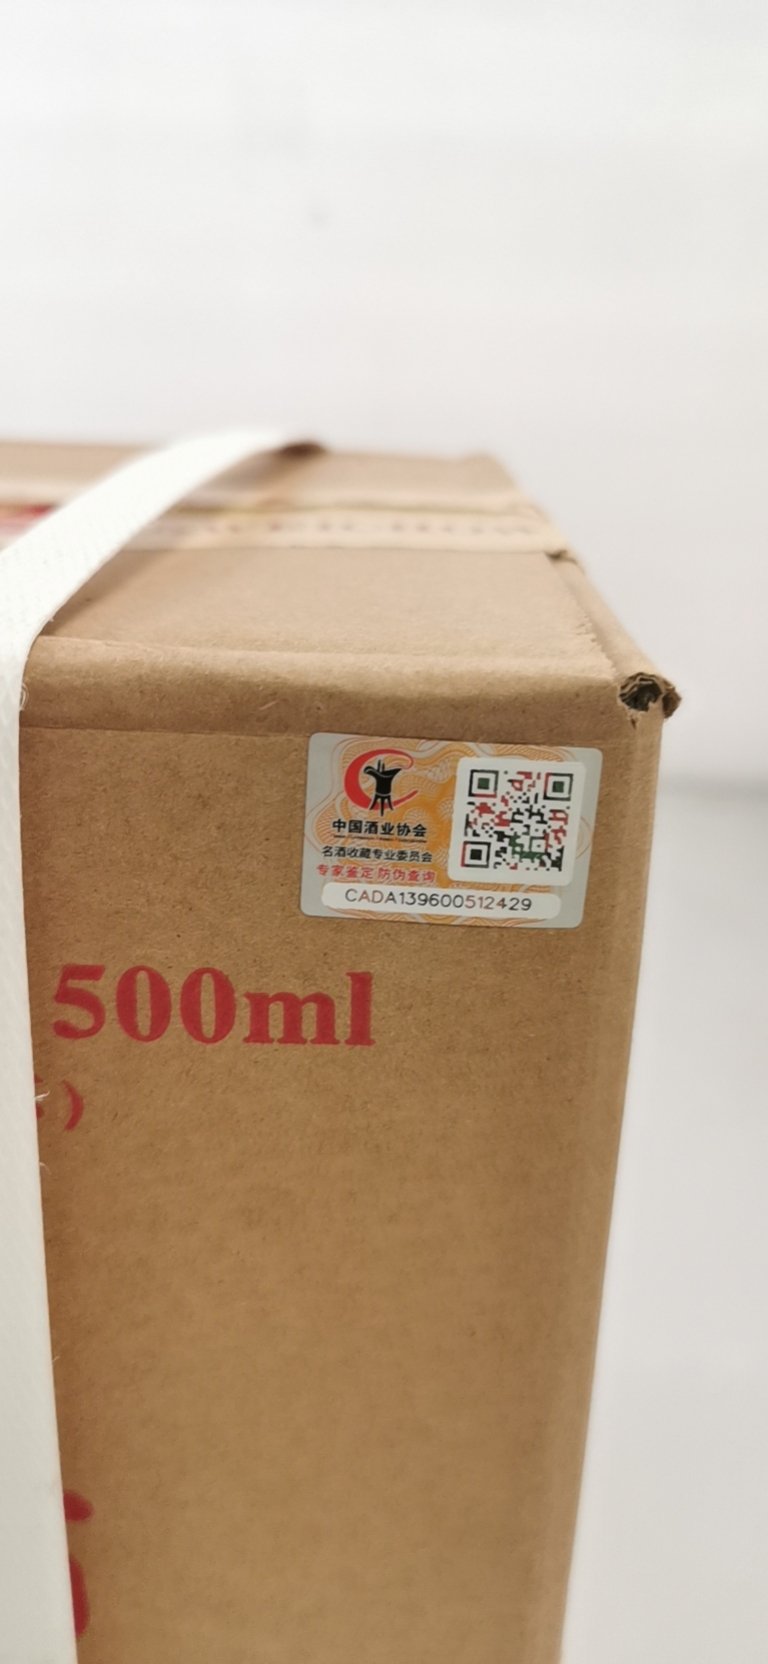 中国酒业协会
名酒收藏专业委员会
专家鉴定 防伪查询
CADA139600512429
500ml
)